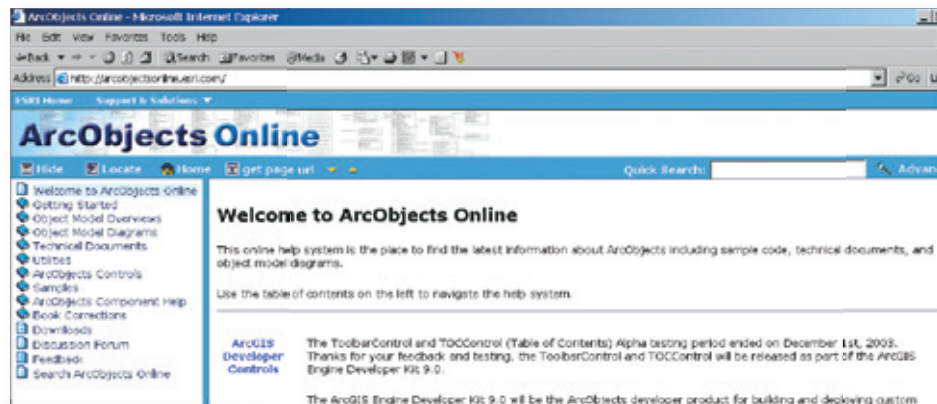 ArcObjects Online - Microsoft Internet Explorer
File Edit View Favorites Tools Help
Back Search Favorites Media
Address http://arcobjectsonline.esri.com/ Go
ESRI Home Support & Solutions
ArcObjects Online
Hide Locate Home get page url Quick Search: Advan
Welcome to ArcObjects Online
Getting Started
Object Model Overviews
Object Model Diagrams
Technical Documents
Utilities
ArcObjects Controls
Samples
ArcObjects Component Help
Book Corrections
Downloads
Discussion Forum
Feedback
Search ArcObjects Online
Welcome to ArcObjects Online
This online help system is the place to find the latest information about ArcObjects including sample code, technical documents, and
object model diagrams.
Use the table of contents on the left to navigate the help system.
ArcGIS
Developer
Controls
The ToolbarControl and TOCControl (Table of Contents) Alpha testing period ended on December 1st, 2003.
Thanks for your feedback and testing, the ToolbarControl and TOCControl will be released as part of the ArcGIS
Engine Developer Kit 9.0.
The ArcGIS Engine Developer Kit 9.0 will be the ArcObjects developer product for building and deploying custom